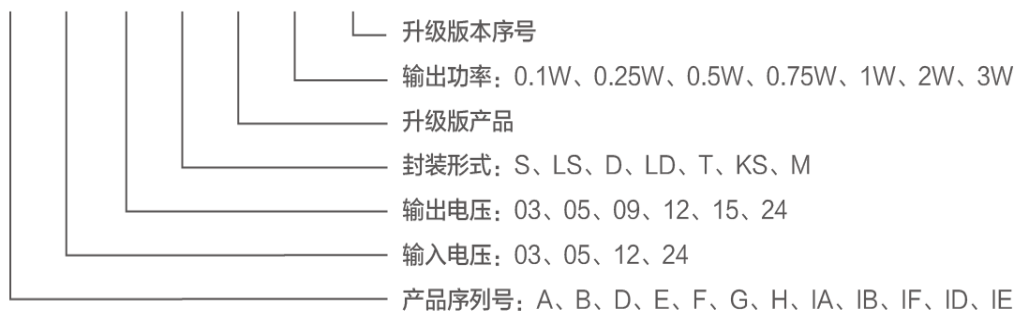 升级版本序号
输出功率：0.1W、0.25W、0.5W、0.75W、1W、2W、3W
升级版产品
封装形式：S、LS、D、LD、T、KS、M
输出电压：03、05、09、12、15、24
输入电压：03、05、12、24
产品序列号：A、B、D、E、F、G、H、IA、IB、IF、ID、IE